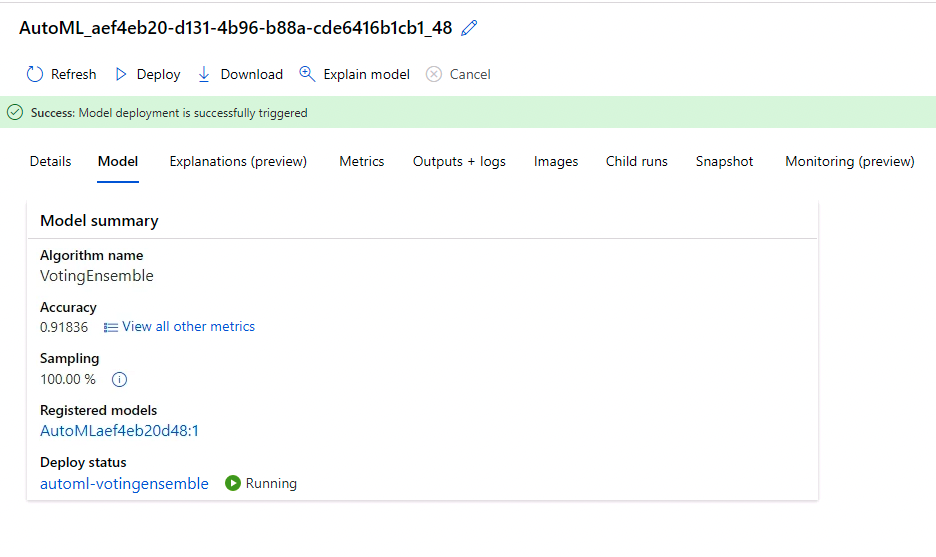 AutoML_aef4eb20-d131-4b96-b88a-cde6416b1cb1_48
Refresh Deploy Download Explain model Cancel
Success: Model deployment is successfully triggered
Details Model Explanations (preview) Metrics Outputs + logs Images Child runs Snapshot Monitoring (preview)
Model summary
Algorithm name
VotingEnsemble
Accuracy
0.91836 View all other metrics
Sampling
100.00 %
Registered models
AutoMLaef4eb20d48:1
Deploy status
automl-votingensemble Running